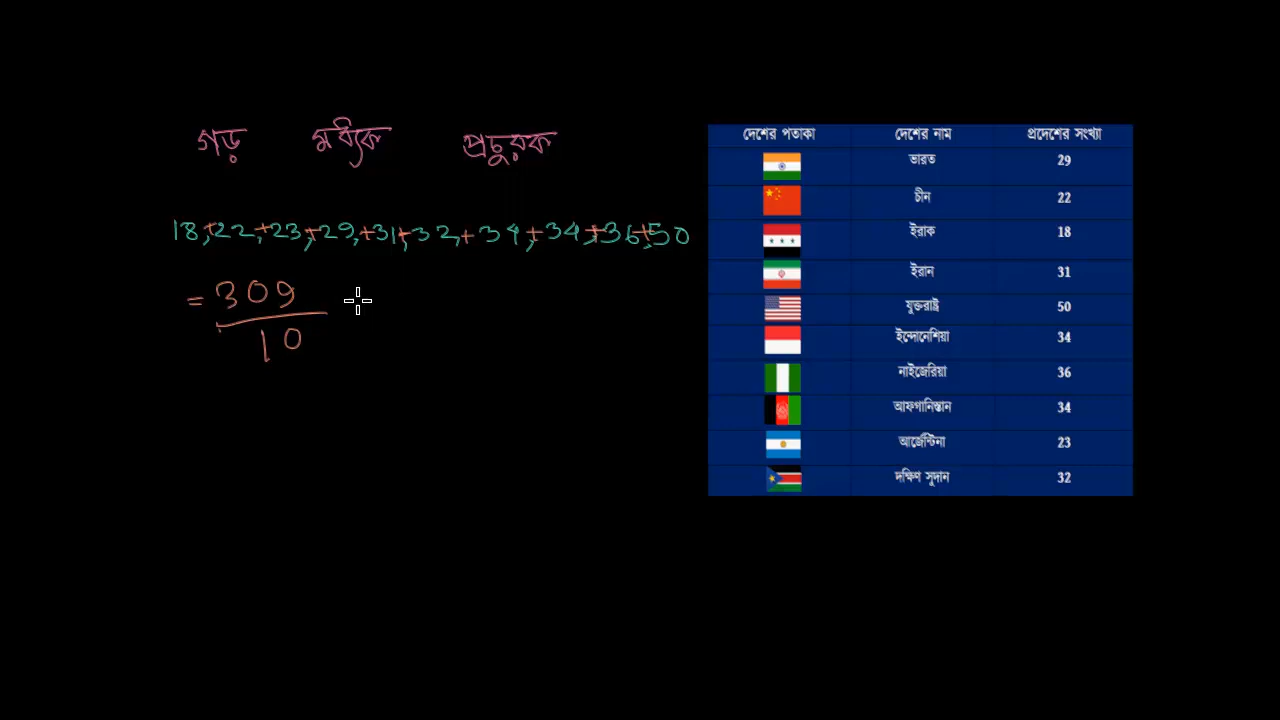 গড় মধ্যক প্রচুরক
18,+22,+23,+29,+31,+32,+34,+34,+36,+50
= 309
10
দেশের পতাকা দেশের নাম প্রদেশের সংখ্যা
ভারত 29
চীন 22
ইরাক 18
ইরান 31
যুক্তরাষ্ট্র 50
ইন্দোনেশিয়া 34
নাইজেরিয়া 36
আফগানিস্তান 34
আর্জেন্টিনা 23
দক্ষিণ সুদান 32